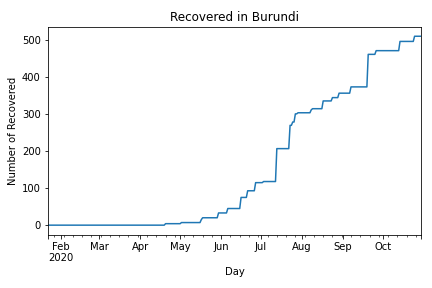 Recovered in Burundi
500
400
300
200
100
0
Number of Recovered
Feb Mar Apr May Jun Jul Aug Sep Oct
2020
Day